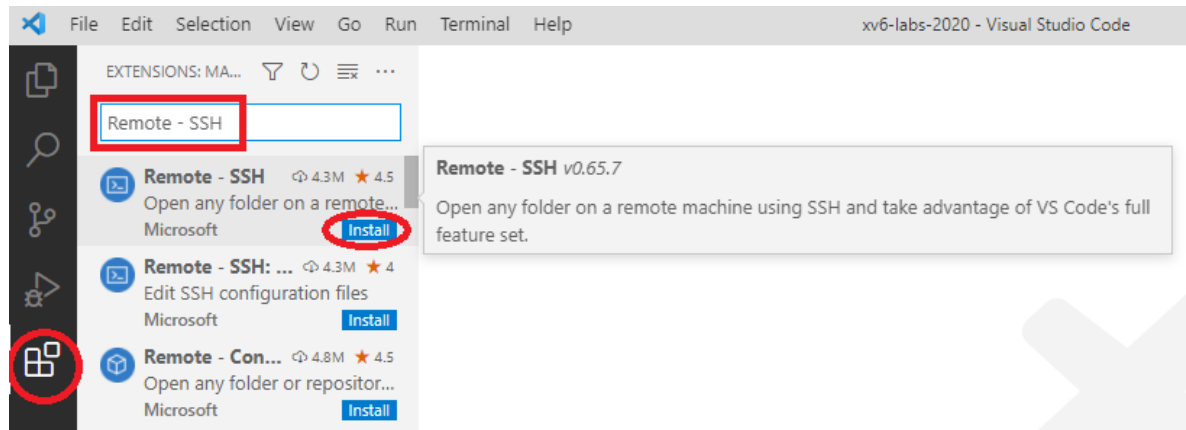 File Edit Selection View Go Run Terminal Help xv6-labs-2020 - Visual Studio Code
EXTENSIONS: MA...
Remote - SSH
Remote - SSH 4.3M ★ 4.5
Open any folder on a remote...
Microsoft Install
Remote - SSH: ... 4.3M ★ 4
Edit SSH configuration files
Microsoft Install
Remote - Con... 4.8M ★ 4.5
Open any folder or repositor...
Microsoft Install
Remote - SSH v0.65.7
Open any folder on a remote machine using SSH and take advantage of VS Code's full
feature set.